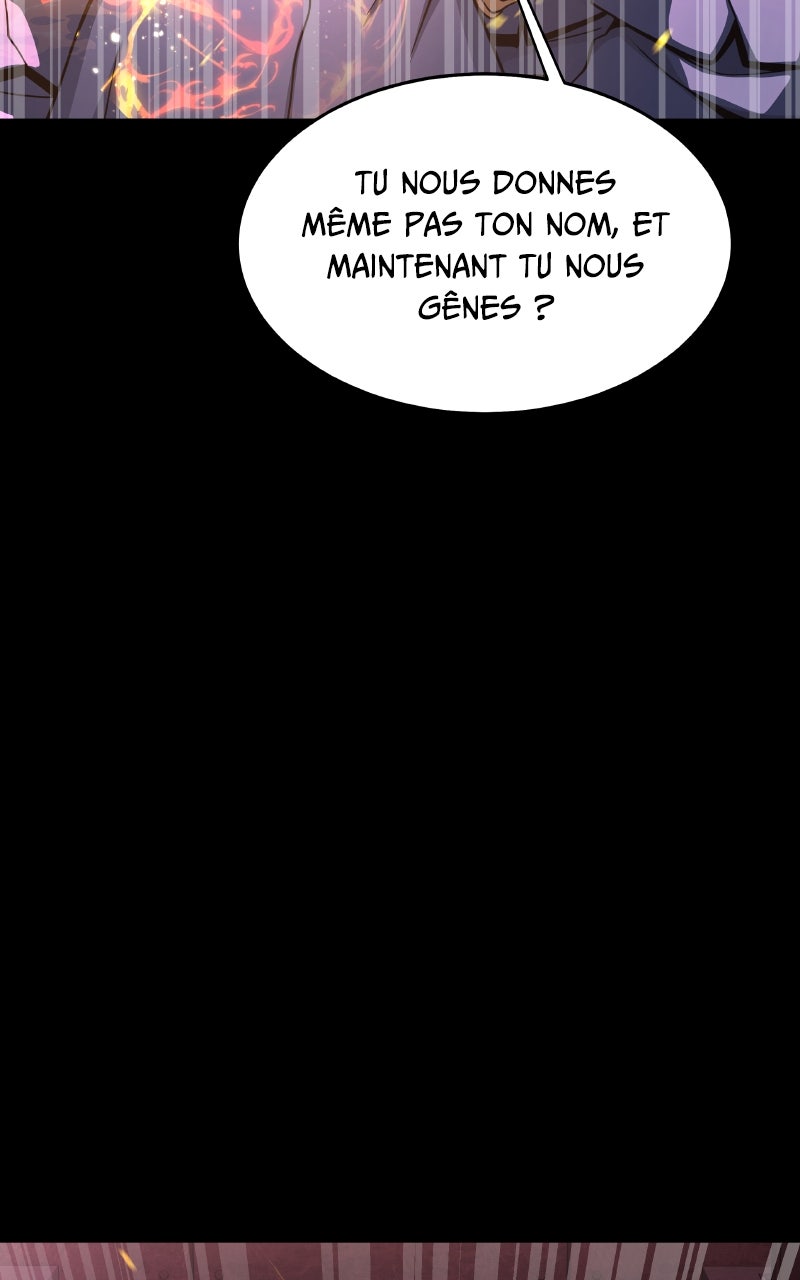 TU NOUS DONNES
MÊME PAS TON NOM, ET
MAINTENANT TU NOUS
GÊNES ?